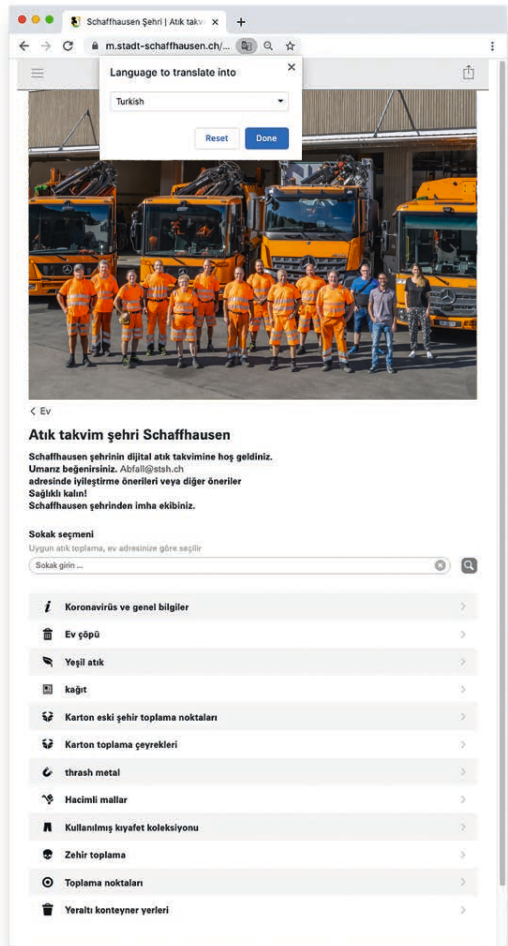 Schaffhausen Şehri | Atık takv
m.stadt-schaffhausen.ch/...
Language to translate into
Turkish
Reset
Done
Ev
Atık takvim şehri Schaffhausen
Schaffhausen şehrinin dijital atık takvimine hoş geldiniz.
Umarız beğenirsiniz. Abfall@stsh.ch
adresinde iyileştirme önerileri veya diğer öneriler
Sağlıklı kalın!
Schaffhausen şehrinden imha ekibiniz.
Sokak seçmeni
Uygun atık toplama, ev adresinize göre seçilir
Sokak girin ...
Koronavirüs ve genel bilgiler
Ev çöpü
Yeşil atık
kağıt
Karton eski şehir toplama noktaları
Karton toplama çeyrekleri
thrash metal
Hacimli mallar
Kullanılmış kıyafet koleksiyonu
Zehir toplama
Toplama noktaları
Yeraltı konteyner yerleri